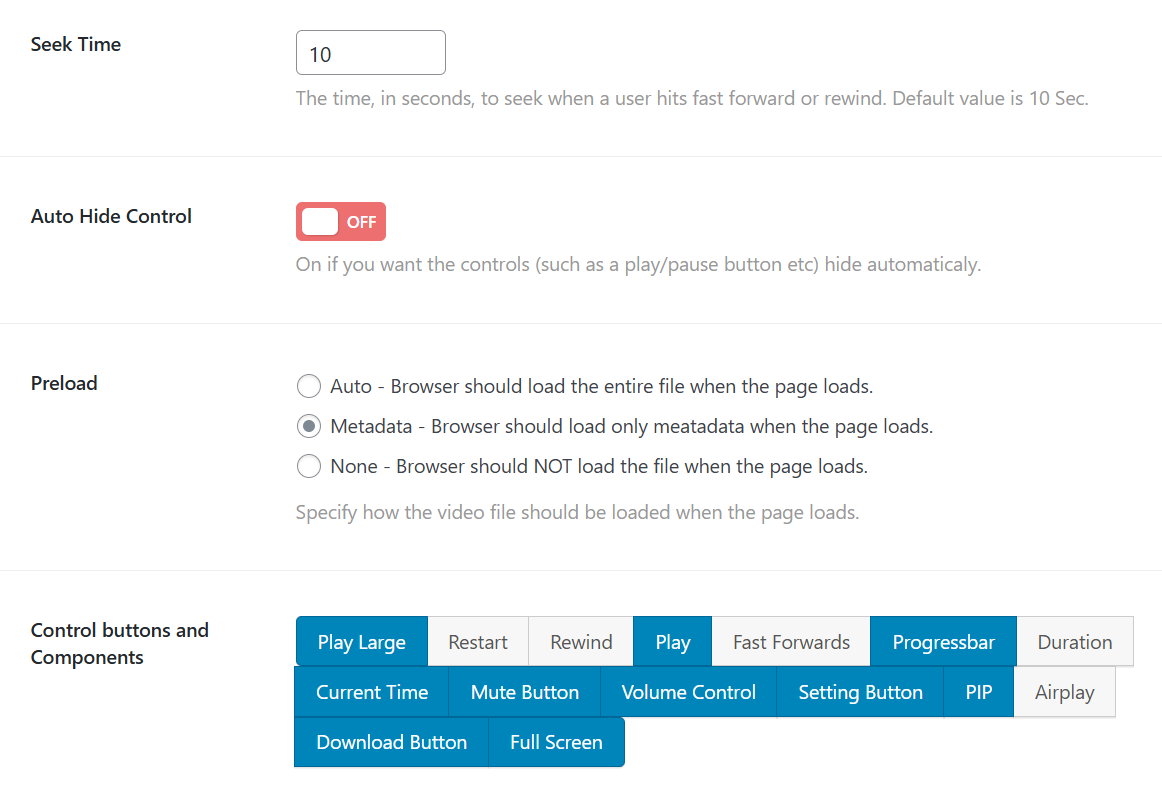 Seek Time
10
The time, in seconds, to seek when a user hits fast forward or rewind. Default value is 10 Sec.
Auto Hide Control
OFF
On if you want the controls (such as a play/pause button etc) hide automaticaly.
Preload
Auto - Browser should load the entire file when the page loads.
Metadata - Browser should load only meatadata when the page loads.
None - Browser should NOT load the file when the page loads.
Specify how the video file should be loaded when the page loads.
Control buttons and
Components
Play Large Restart Rewind Play Fast Forwards Progressbar Duration
Current Time Mute Button Volume Control Setting Button PIP Airplay
Download Button Full Screen